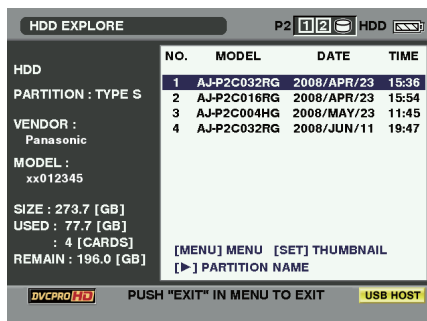 HDD EXPLORE
P2 1 2 HDD
HDD
PARTITION : TYPE S
VENDOR :
Panasonic
MODEL :
xx012345
SIZE : 273.7 [GB]
USED : 77.7 [GB]
: 4 [CARDS]
REMAIN : 196.0 [GB]
NO. MODEL DATE TIME
1 AJ-P2C032RG 2008/APR/23 15:36
2 AJ-P2C016RG 2008/APR/23 15:54
3 AJ-P2C004HG 2008/MAY/23 11:45
4 AJ-P2C032RG 2008/JUN/11 19:47
[MENU] MENU [SET] THUMBNAIL
[►] PARTITION NAME
DVCPRO HD
PUSH "EXIT" IN MENU TO EXIT
USB HOST